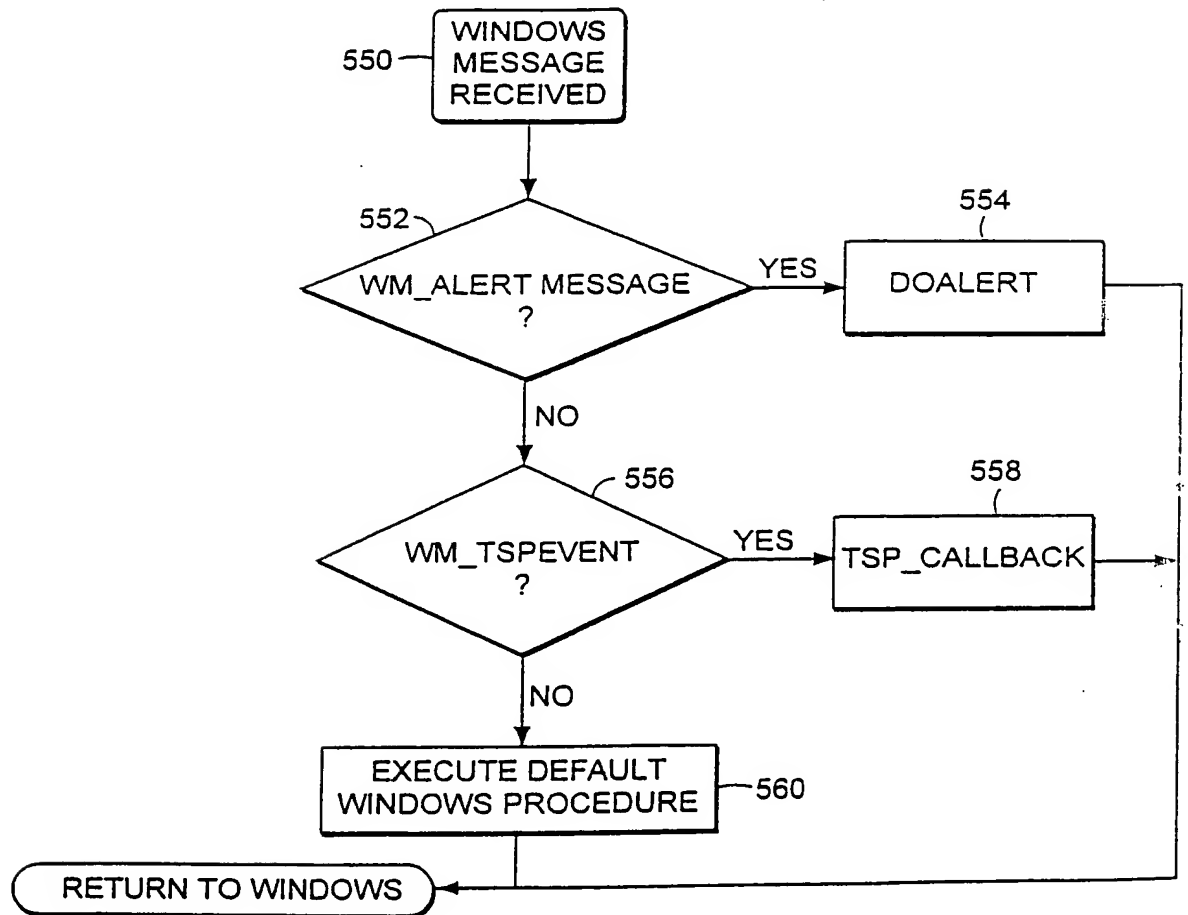 550
WINDOWS
MESSAGE
RECEIVED
552
WM_ALERT MESSAGE
?
YES
554
DOALERT
NO
556
WM_TSPEVENT
?
YES
558
TSP_CALLBACK
NO
EXECUTE DEFAULT
WINDOWS PROCEDURE
560
RETURN TO WINDOWS